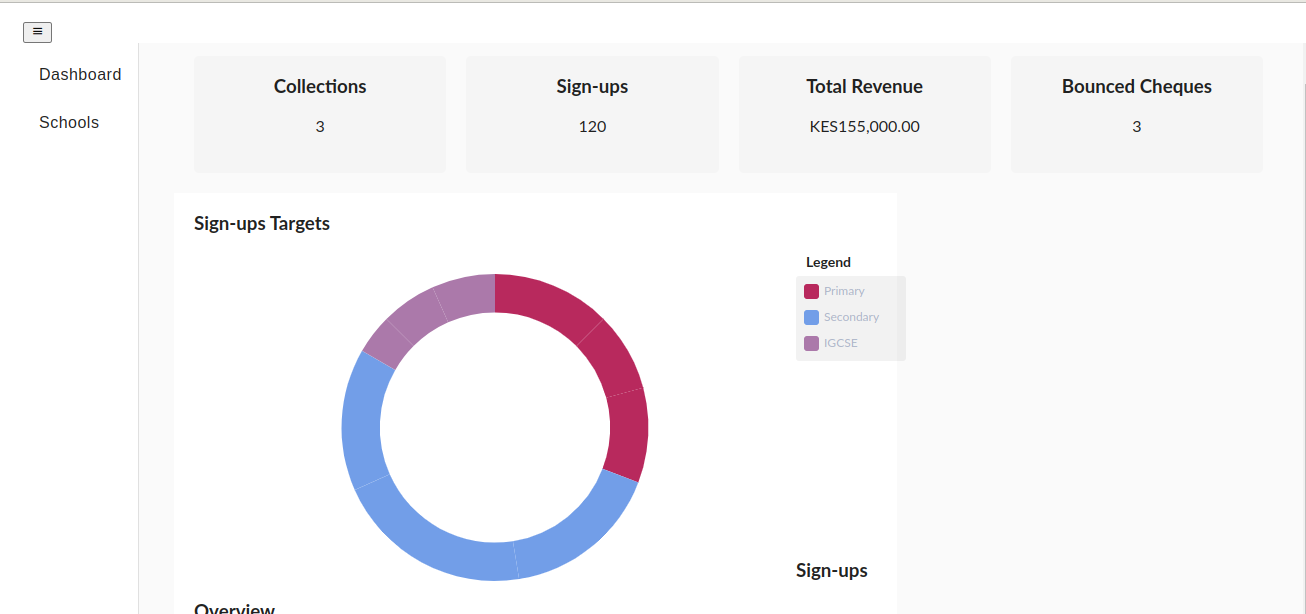 Dashboard
Schools
Collections
3
Sign-ups
120
Total Revenue
KES155,000.00
Bounced Cheques
3
Sign-ups Targets
Legend
Primary
Secondary
IGCSE
Sign-ups
Overview